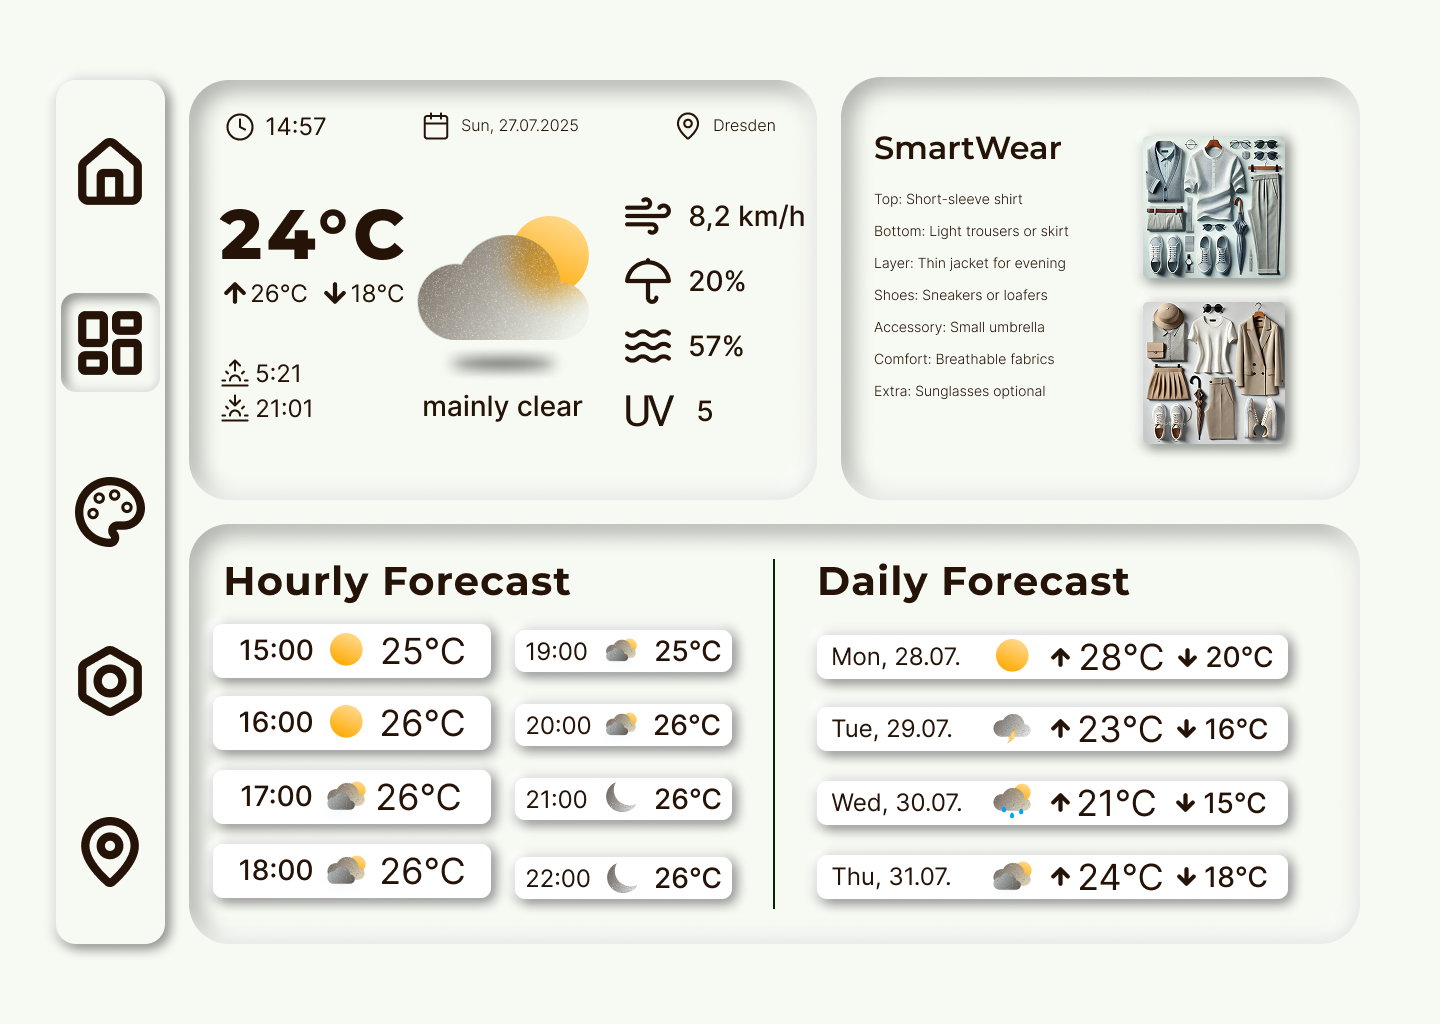 14:57
Sun, 27.07.2025
Dresden
24°C
26°C
18°C
5:21
21:01
mainly clear
8,2 km/h
20%
57%
UV 5
SmartWear
Top: Short-sleeve shirt
Bottom: Light trousers or skirt
Layer: Thin jacket for evening
Shoes: Sneakers or loafers
Accessory: Small umbrella
Comfort: Breathable fabrics
Extra: Sunglasses optional
Hourly Forecast
15:00 25°C
16:00 26°C
17:00 26°C
18:00 26°C
19:00 25°C
20:00 26°C
21:00 26°C
22:00 26°C
Daily Forecast
Mon, 28.07. 28°C 20°C
Tue, 29.07. 23°C 16°C
Wed, 30.07. 21°C 15°C
Thu, 31.07. 24°C 18°C